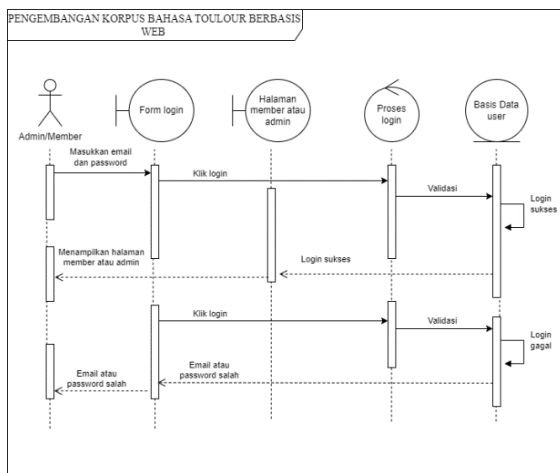 PENGEMBANGAN KORPUS BAHASA TOULOUR BERBASIS
WEB
Admin/Member
Form login
Halaman
member atau
admin
Proses
login
Basis Data
user
Masukkan email
dan password
Klik login
Validasi
Login
sukses
Login sukses
Menampilkan halaman
member atau admin
Klik login
Validasi
Login
gagal
Email atau
password salah
Email atau
password salah